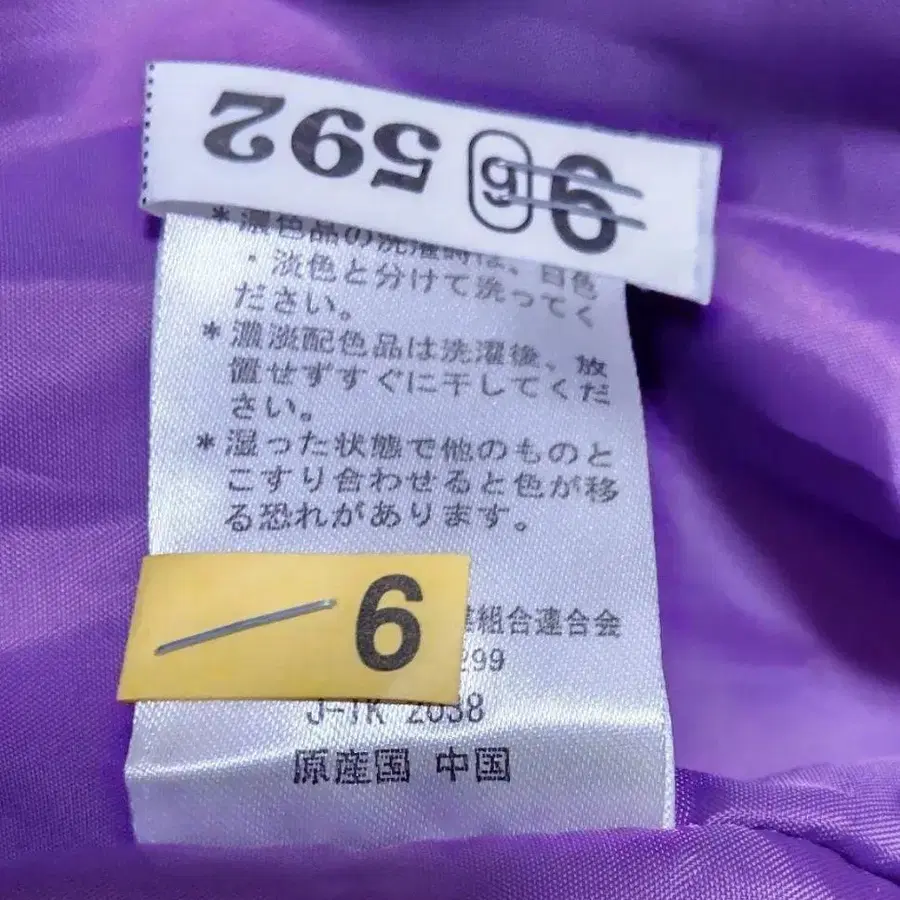 6 6 592
*濃色品の洗濯時は、白色
・淡色と分けて洗ってく
ださい。
*濃淡配色品は洗濯後、放
置せずすぐに干してくだ
さい。
*湿った状態で他のものと
こすり合わせると色が移
る恐れがあります。
6
組合連合会
299
J-TK 2638
原産国 中国